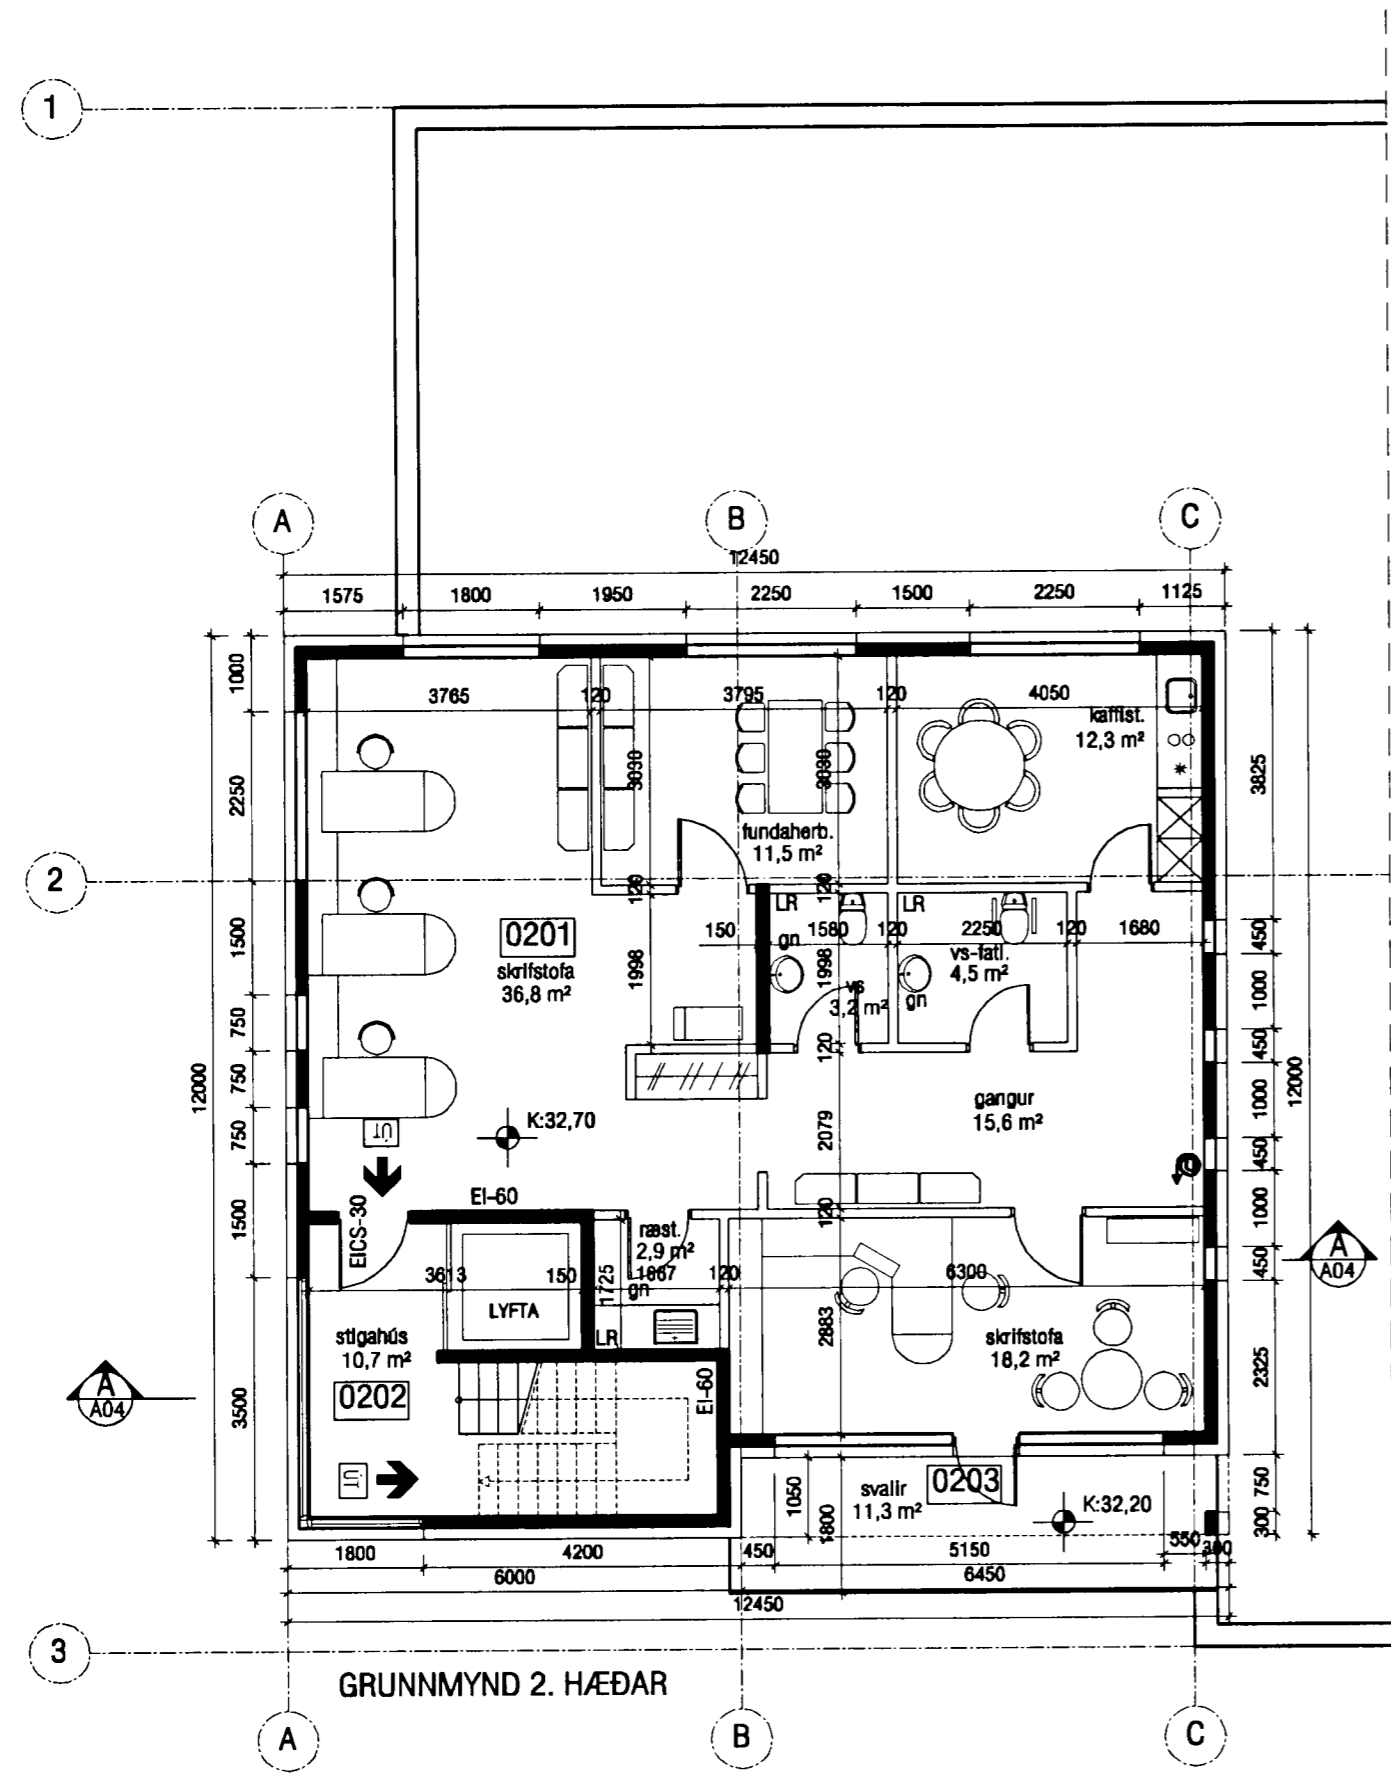 1
A
B
C
12450
1575 1800 1950 2250 1500 2250 1125
1000
2250
1500
750
750
750
1500
3500
12000
3765 120 3795 120 4050
kaffist.
12,3 m²
3030
3030
fundaherb.
11,5 m²
3825
2
120
120
LR
LR
0201
skrifstofa
36,8 m²
150 1580 120 2250 120 1680
gn
1998
1998
vs-fatl.
4,5 m²
vs
3,2 m²
gn
450
1000
450
1000
450
1000
450
2325
750
300
12000
120
gangur
15,6 m²
K:32,70
2079
ÚT
EI-60
EICS-30
ræst.
2,9 m²
120
3613 150 1667 120 6300
1725
gn
LYFTA
LR
2883
stigahús
10,7 m²
0202
skrifstofa
18,2 m²
EI-60
A
A04
A
A04
ÚT
1050
1800
svalir
11,3 m²
0203
K:32,20
1800 4200 450 5150 550 300
6000 6450
12450
3
GRUNNMYND 2. HÆÐAR
A
B
C